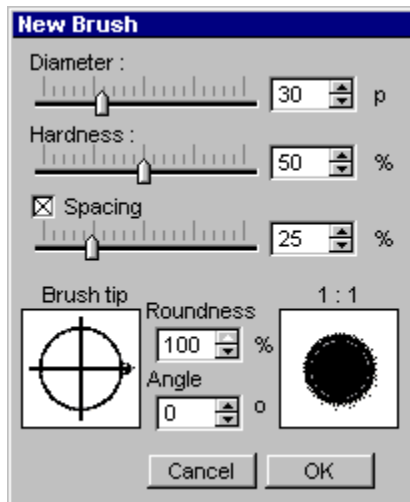 New Brush
Diameter :
30 p
Hardness :
50 %
Spacing
25 %
Brush tip
Roundness
1 : 1
100 %
Angle
0 o
Cancel OK